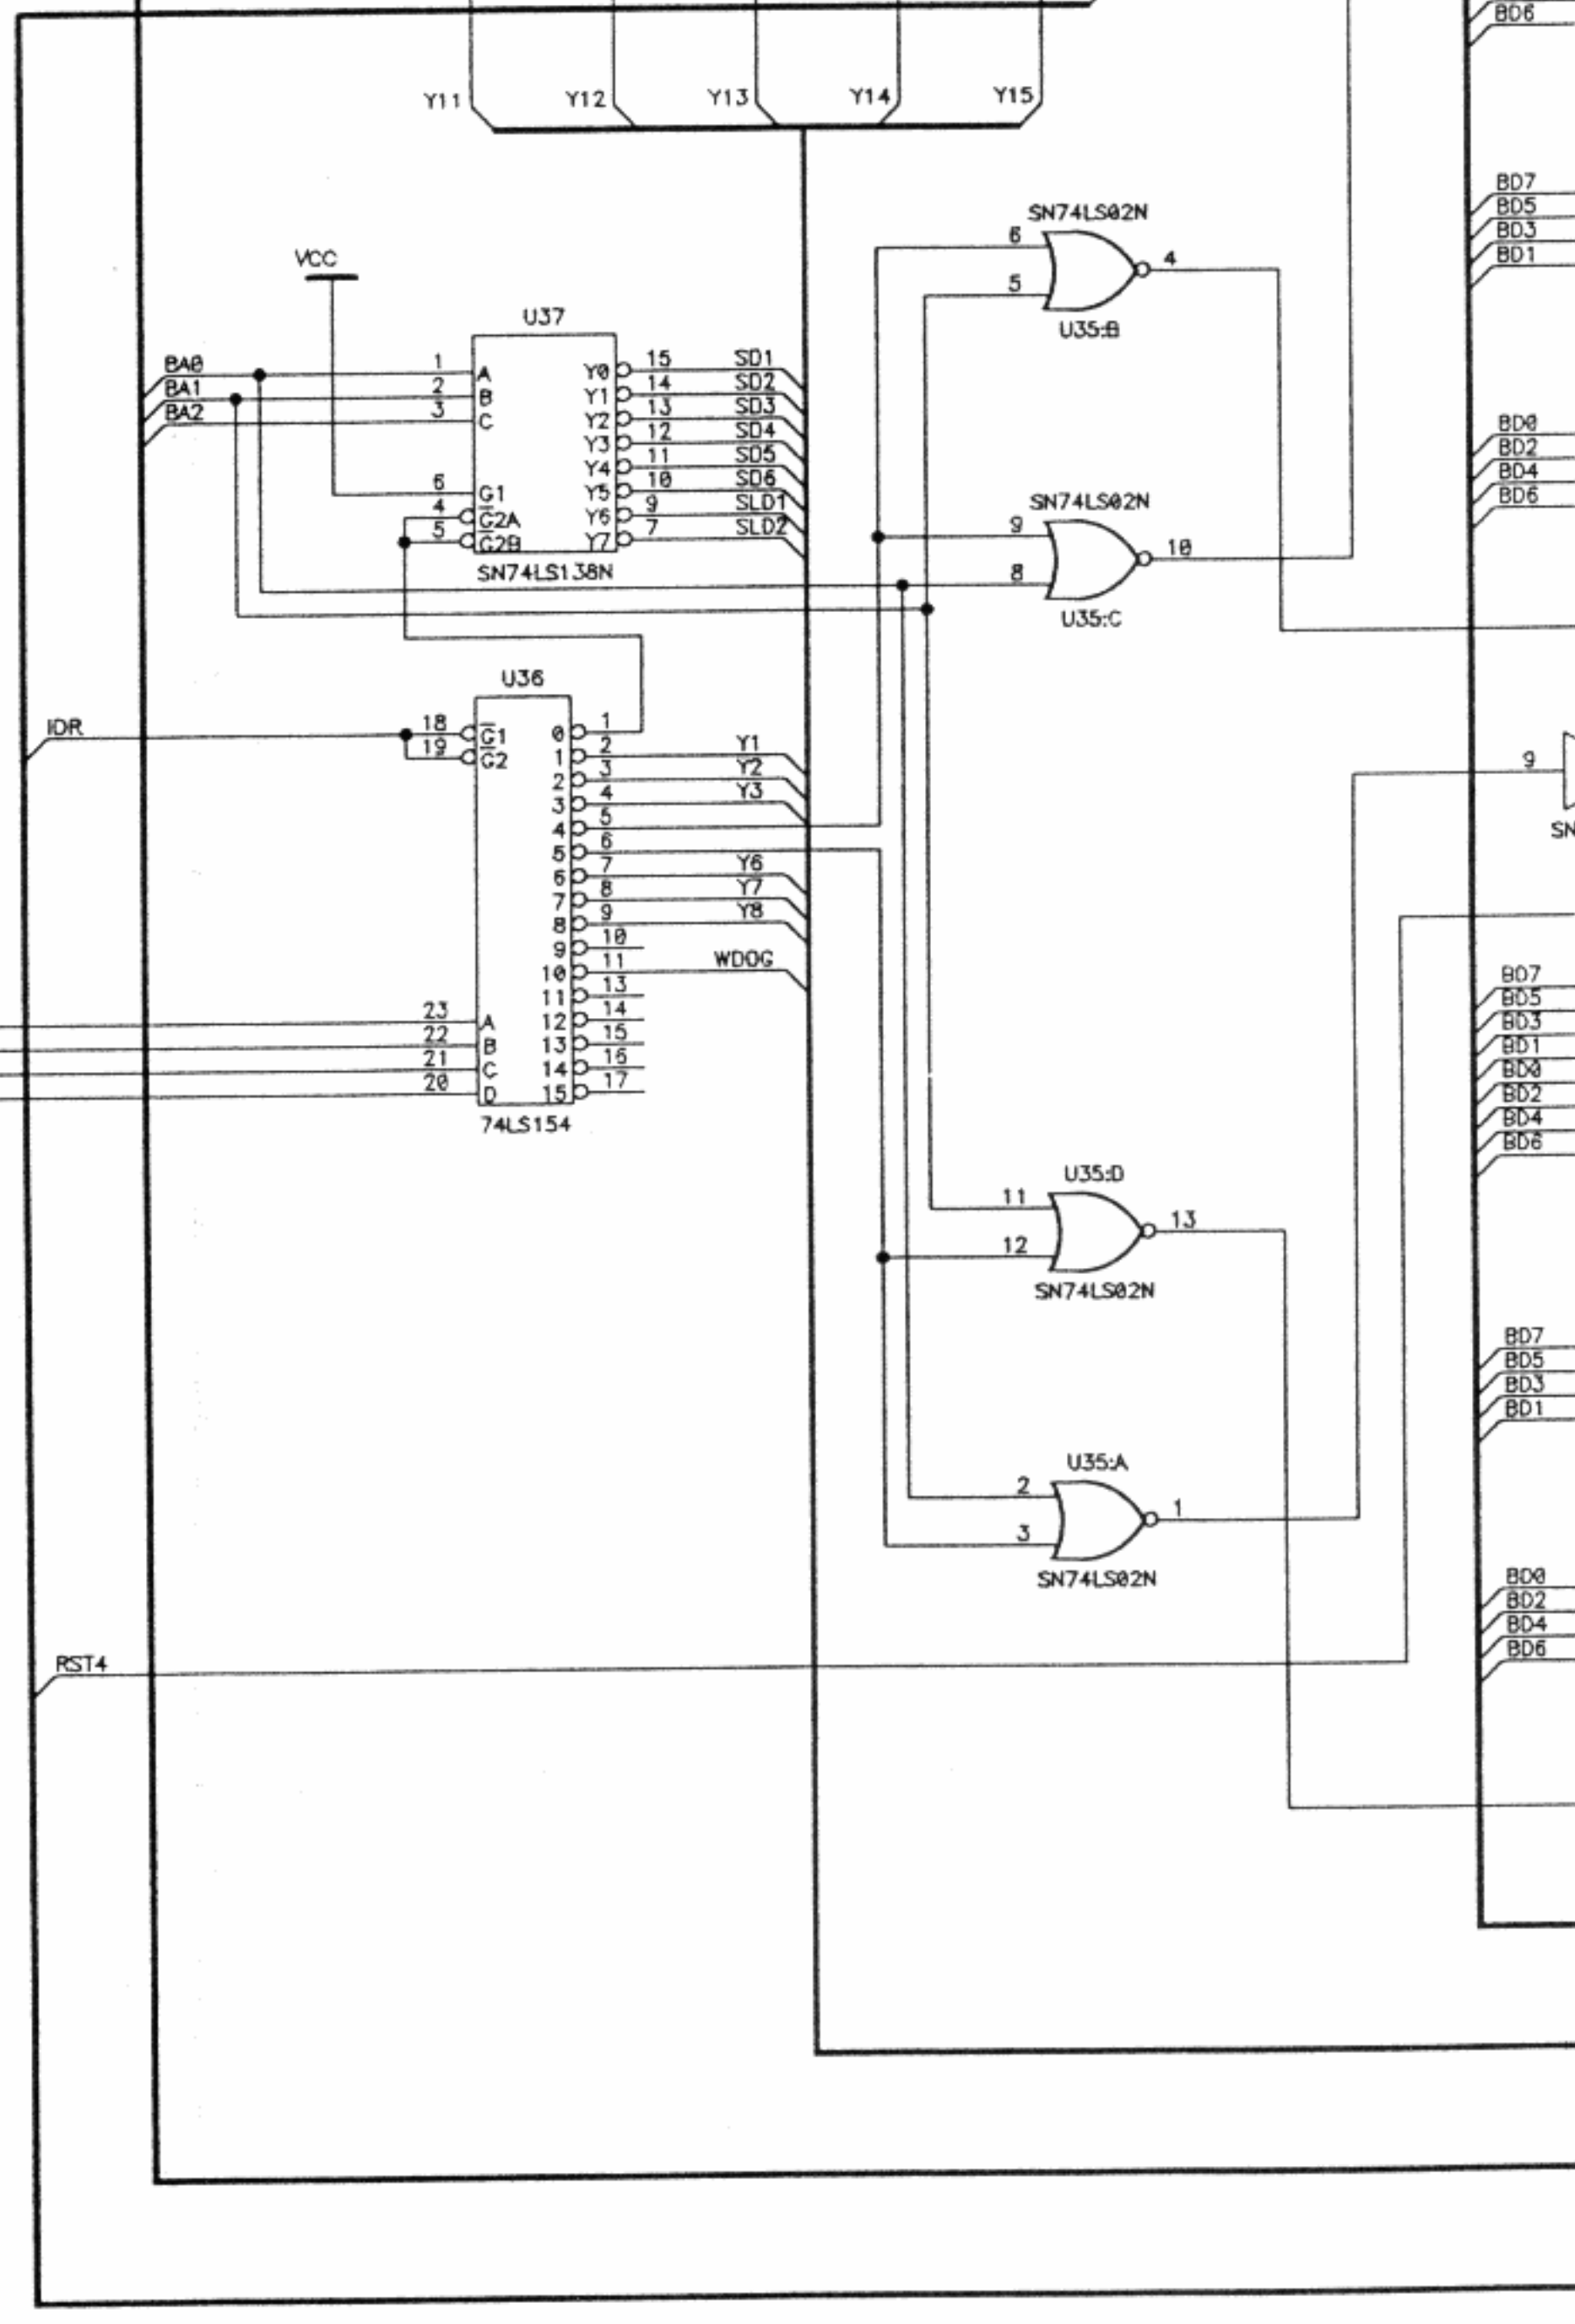 BD6
Y11 Y12 Y13 Y14 Y15
BD7
BD5
BD3
BD1
SN74LS02N
6
5
4
U35:B
VCC
U37
BA0
BA1
BA2
1 A
2 B
3 C
6 G1
4 G2A
5 G2B
Y0 15 SD1
Y1 14 SD2
Y2 13 SD3
Y3 12 SD4
Y4 11 SD5
Y5 10 SD6
Y6 9 SLD1
Y7 7 SLD2
SN74LS138N
BD0
BD2
BD4
BD6
SN74LS02N
9
8
10
U35:C
U36
IDR
18 G1
19 G2
0 1
1 2 Y1
2 3 Y2
3 4 Y3
4 5
5 6
6 7 Y6
7 8 Y7
8 9 Y8
9 10
10 11 WDOG
11 13
12 14
13 15
14 16
15 17
23 A
22 B
21 C
20 D
74LS154
9
SN
BD7
BD5
BD3
BD1
BD0
BD2
BD4
BD6
U35:D
11
12
13
SN74LS02N
BD7
BD5
BD3
BD1
U35:A
2
3
1
SN74LS02N
BD0
BD2
BD4
BD6
RST4